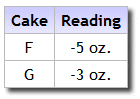 Cake Reading
F -5 oz.
G -3 oz.